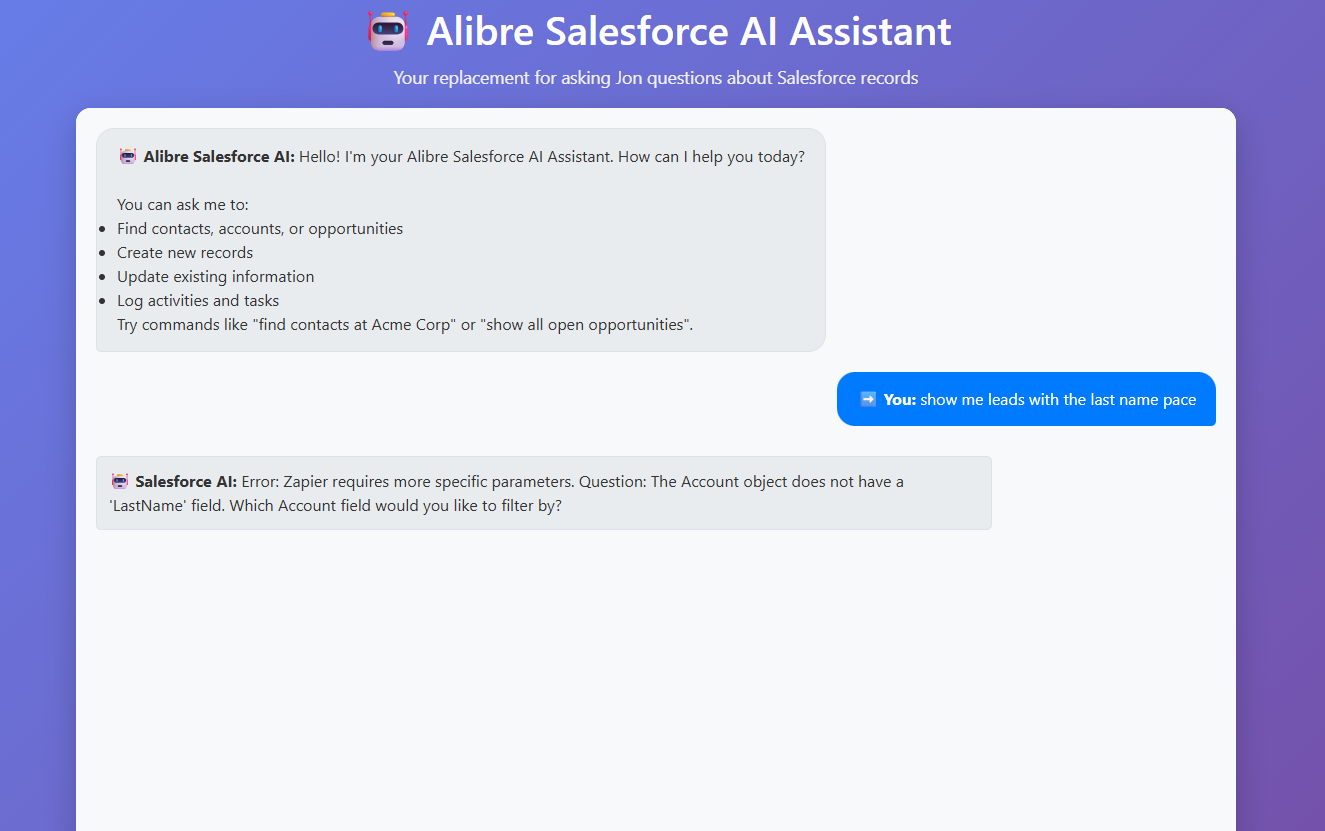 Alibre Salesforce AI Assistant
Your replacement for asking Jon questions about Salesforce records
Alibre Salesforce AI: Hello! I'm your Alibre Salesforce AI Assistant. How can I help you today?
You can ask me to:
• Find contacts, accounts, or opportunities
• Create new records
• Update existing information
• Log activities and tasks
Try commands like "find contacts at Acme Corp" or "show all open opportunities".
You: show me leads with the last name pace
Salesforce AI: Error: Zapier requires more specific parameters. Question: The Account object does not have a
'LastName' field. Which Account field would you like to filter by?